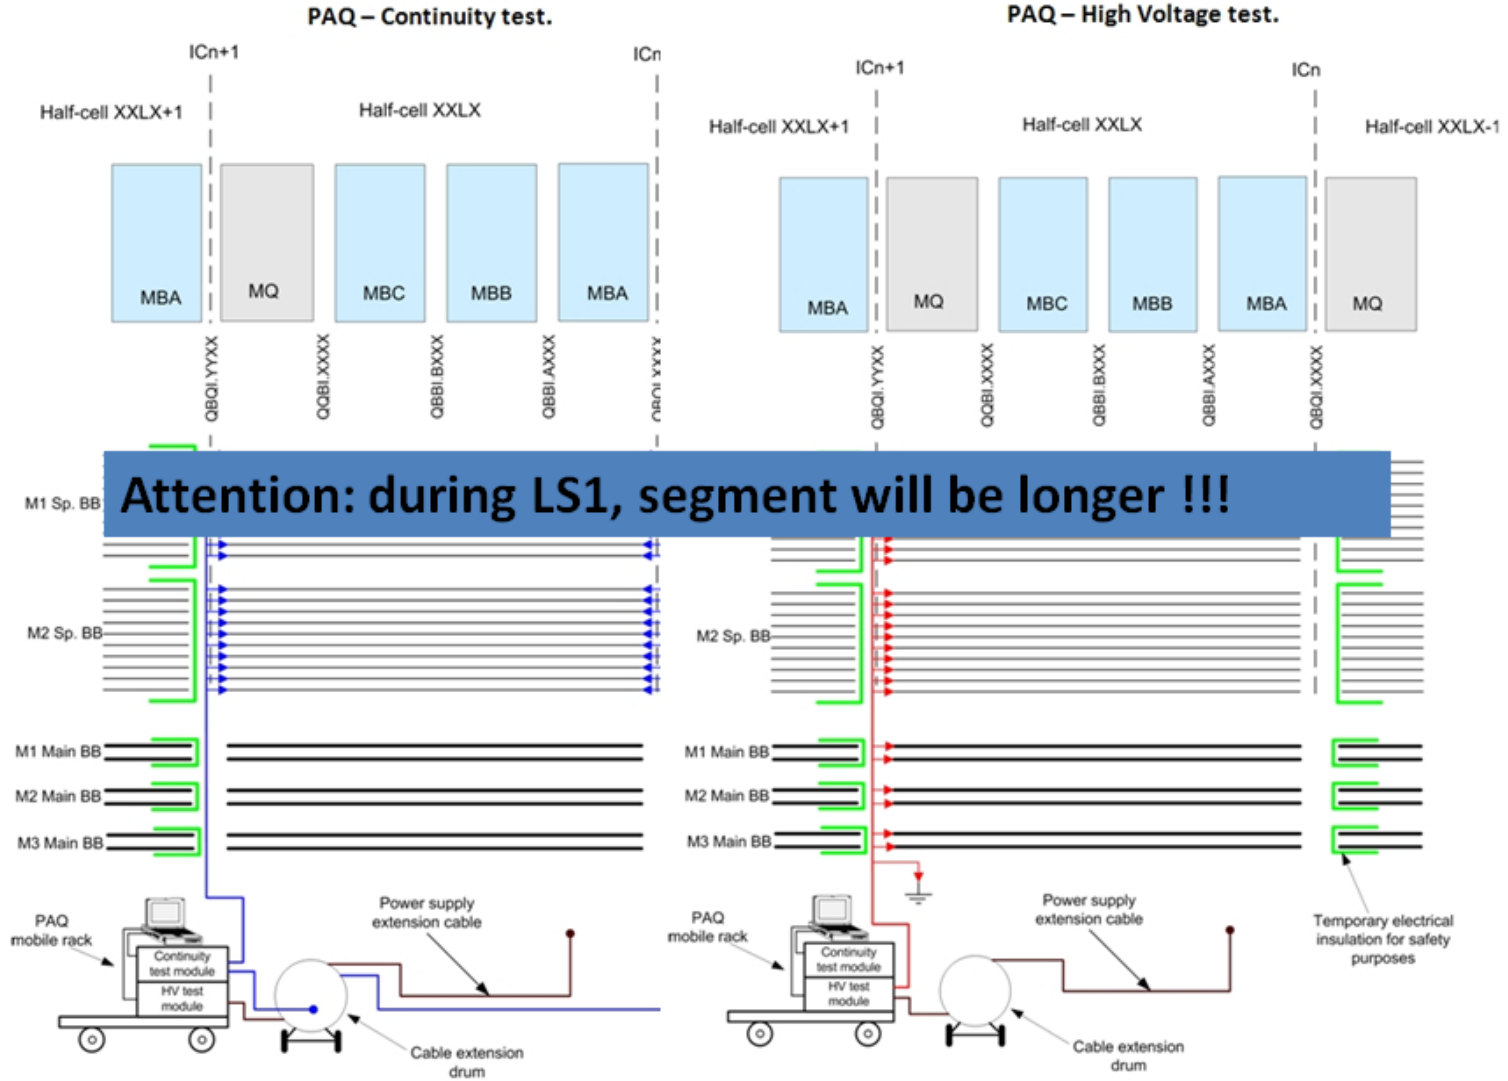 PAQ – Continuity test.
ICn+1
ICn
Half-cell XXLX+1
Half-cell XXLX
MBA
MQ
MBC
MBB
MBA
QBQI.YYXX
QQBI.XXXX
QBBI.BXXX
QBBI.AXXX
QBQI.XXXX
PAQ – High Voltage test.
ICn+1
ICn
Half-cell XXLX+1
Half-cell XXLX
Half-cell XXLX-1
MBA
MQ
MBC
MBB
MBA
MQ
QBQI.YYXX
QQBI.XXXX
QBBI.BXXX
QBBI.AXXX
QBQI.XXXX
Attention: during LS1, segment will be longer !!!
M1 Sp. BB
M2 Sp. BB
M1 Main BB
M2 Main BB
M3 Main BB
PAQ
mobile rack
Continuity
test module
HV test
module
Power supply
extension cable
Cable extension
drum
M2 Sp. BB
M1 Main BB
M2 Main BB
M3 Main BB
PAQ
mobile rack
Continuity
test module
HV test
module
Power supply
extension cable
Cable extension
drum
Temporary electrical
insulation for safety
purposes